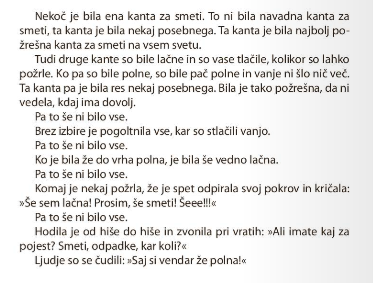 Nekoč je bila ena kanta za smeti. To ni bila navadna kanta za
smeti, ta kanta je bila nekaj posebnega. Ta kanta je bila najbolj po-
žrešna kanta za smeti na vsem svetu.
Tudi druge kante so bile lačne in so vase tlačile, kolikor so lahko
požrle. Ko pa so bile polne, so bile pač polne in vanje ni šlo nič več.
Ta kanta pa je bila res nekaj posebnega. Bila je tako požrešna, da ni
vedela, kdaj ima dovolj.
Pa to še ni bilo vse.
Brez izbire je pogoltnila vse, kar so stlačili vanjo.
Pa to še ni bilo vse.
Ko je bila že do vrha polna, je bila še vedno lačna.
Pa to še ni bilo vse.
Komaj je nekaj požrla, že je spet odpirala svoj pokrov in kričala:
»Še sem lačna! Prosim, še smeti! Šeee!!!«
Pa to še ni bilo vse.
Hodila je od hiše do hiše in zvonila pri vratih: »Ali imate kaj za
pojest? Smeti, odpadke, kar koli?«
Ljudje so se čudili: »Saj si vendar že polna!«